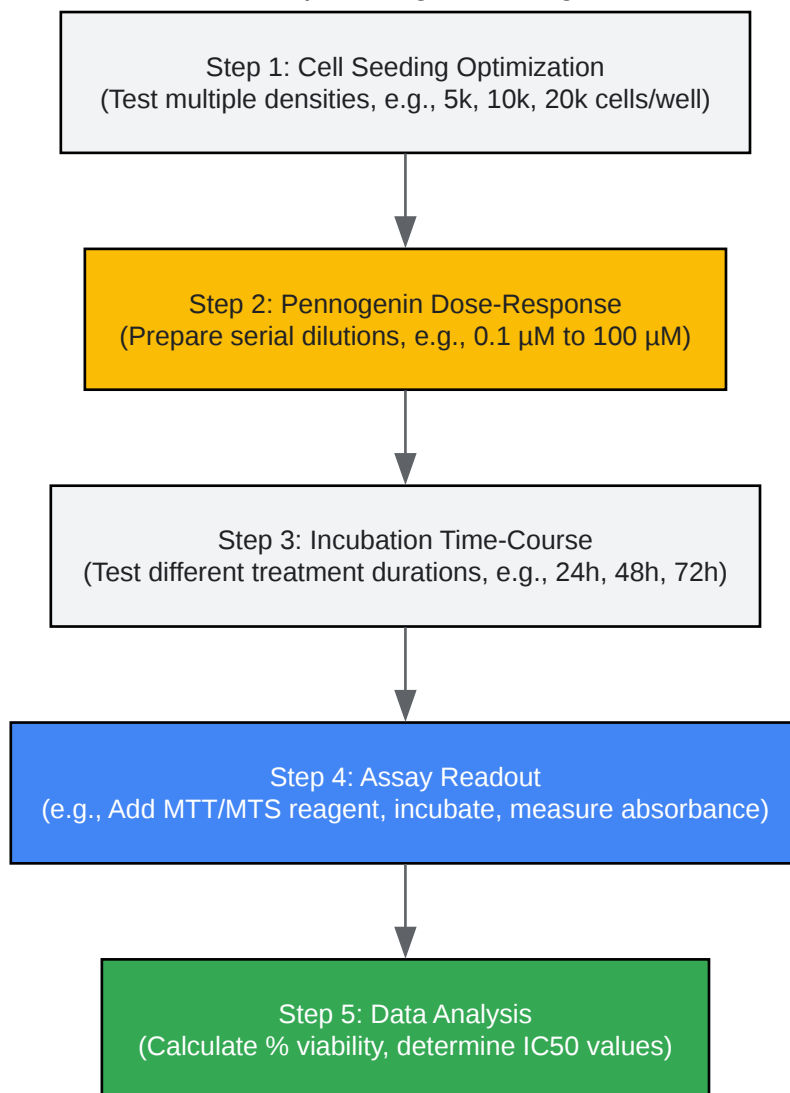 Step 1: Cell Seeding Optimization
(Test multiple densities, e.g., 5k, 10k, 20k cells/well)
Step 2: Pennogenin Dose-Response
(Prepare serial dilutions, e.g., 0.1 µM to 100 µM)
Step 3: Incubation Time-Course
(Test different treatment durations, e.g., 24h, 48h, 72h)
Step 4: Assay Readout
(e.g., Add MTT/MTS reagent, incubate, measure absorbance)
Step 5: Data Analysis
(Calculate % viability, determine IC50 values)